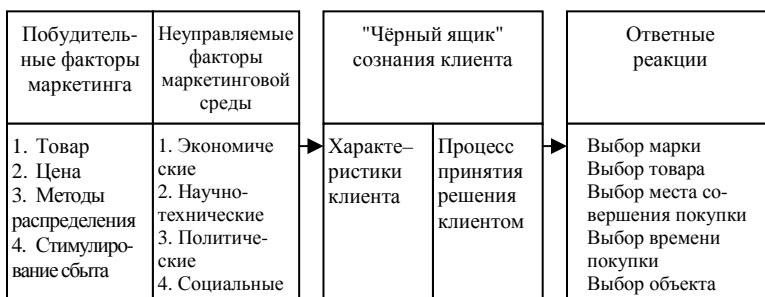 Побудитель-
ные факторы
маркетинга
Неуправляемые
факторы
маркетинговой
среды
"Чёрный ящик"
сознания клиента
Ответные
реакции
1. Товар
2. Цена
3. Методы
распределения
4. Стимулиро-
вание сбыта
1. Экономиче
ские
2. Научно-
технические
3. Политиче-
ские
4. Социальные
Характе–
ристики
клиента
Процесс
принятия
решения
клиентом
Выбор марки
Выбор товара
Выбор места со-
вершения покупки
Выбор времени
покупки
Выбор объекта